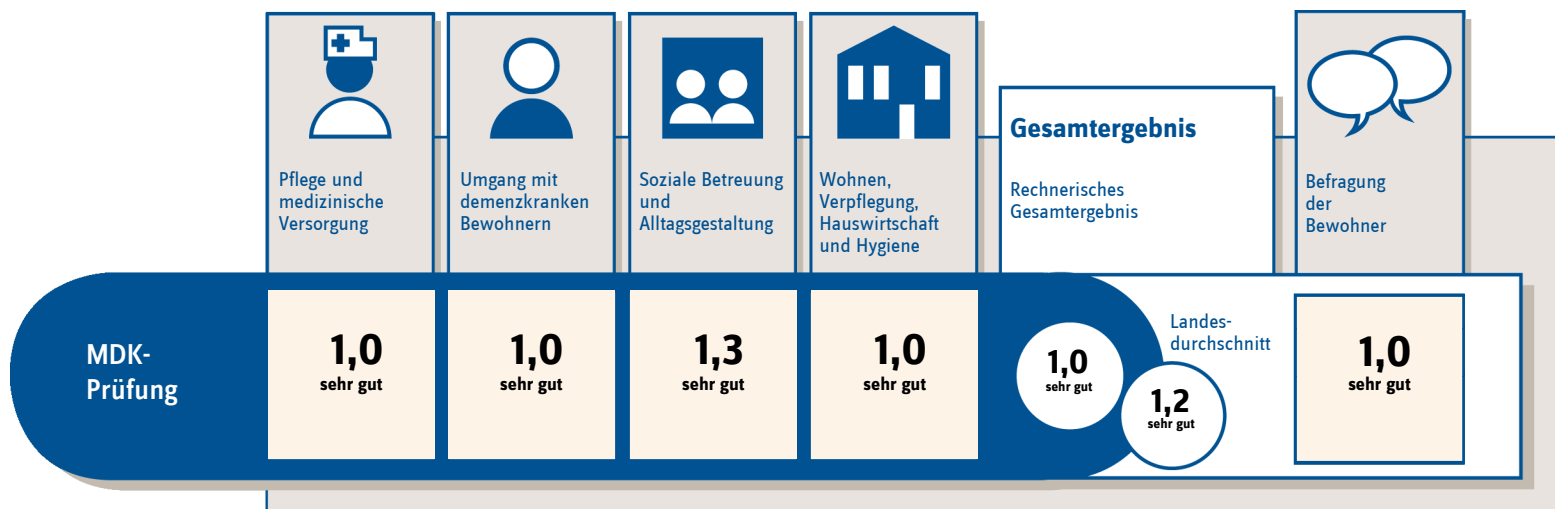 Pflege und
medizinische
Versorgung
Umgang mit
demenzkranken
Bewohnern
Soziale Betreuung
und
Alltagsgestaltung
Wohnen,
Verpflegung,
Hauswirtschaft
und Hygiene
Gesamtergebnis
Rechnerisches
Gesamtergebnis
Befragung
der
Bewohner
MDK-
Prüfung
1,0
sehr gut
1,0
sehr gut
1,3
sehr gut
1,0
sehr gut
1,0
sehr gut
Landes-
durchschnitt
1,2
sehr gut
1,0
sehr gut